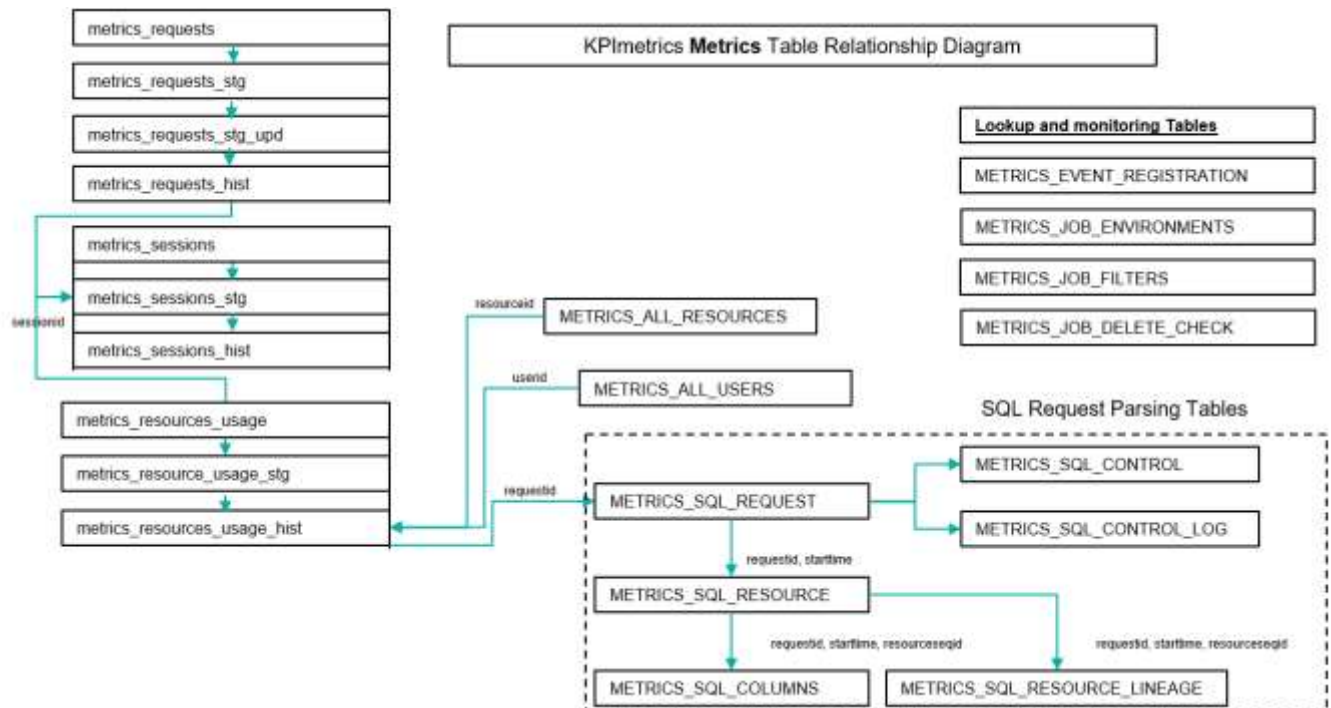 metrics_requests
KPImetrics Metrics Table Relationship Diagram
metrics_requests_stg
metrics_requests_stg_upd
metrics_requests_hist
metrics_sessions
metrics_sessions_stg
sessionid
metrics_sessions_hist
metrics_resources_usage
metrics_resource_usage_stg
metrics_resources_usage_hist
resourceid
METRICS_ALL_RESOURCES
userid
METRICS_ALL_USERS
Lookup and monitoring Tables
METRICS_EVENT_REGISTRATION
METRICS_JOB_ENVIRONMENTS
METRICS_JOB_FILTERS
METRICS_JOB_DELETE_CHECK
SQL Request Parsing Tables
requestid
METRICS_SQL_REQUEST
METRICS_SQL_CONTROL
METRICS_SQL_CONTROL_LOG
requestid, starttime
METRICS_SQL_RESOURCE
requestid, starttime, resourceseqid
requestid, starttime, resourceseqid
METRICS_SQL_COLUMNS
METRICS_SQL_RESOURCE_LINEAGE